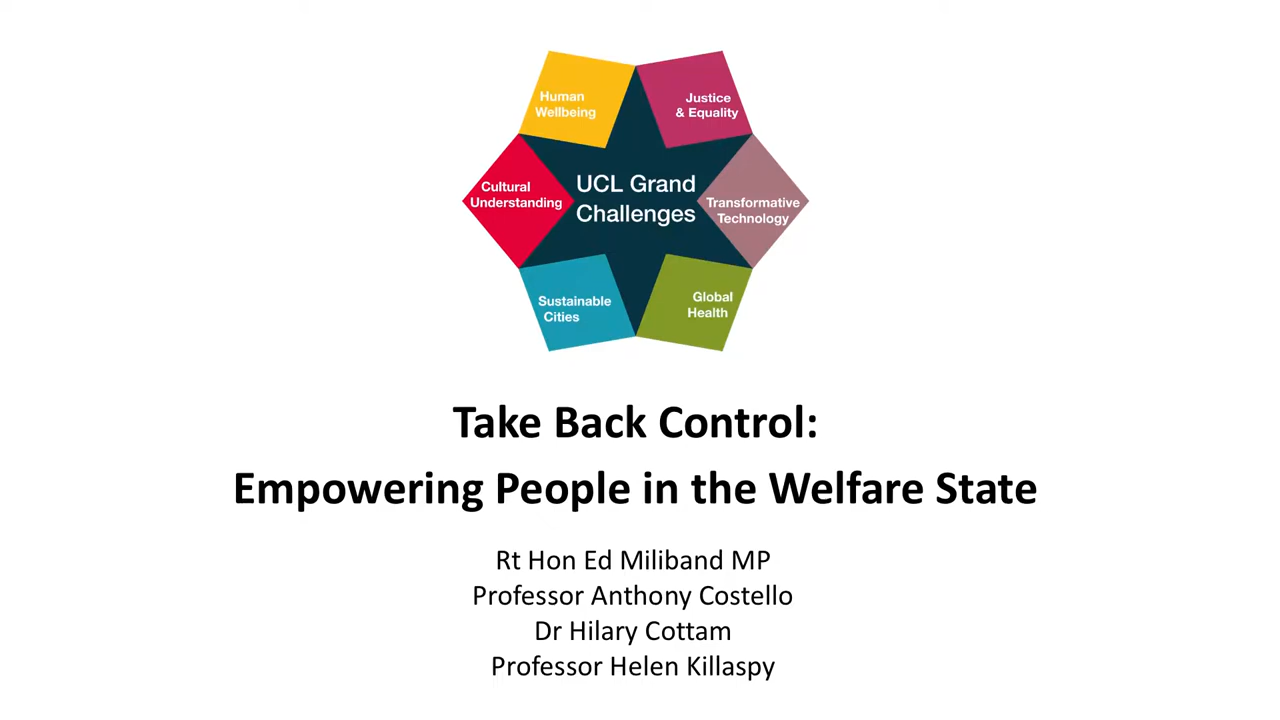 Human
Wellbeing
Justice
& Equality
Cultural
Understanding
UCL Grand
Challenges
Transformative
Technology
Sustainable
Cities
Global
Health
Take Back Control:
Empowering People in the Welfare State
Rt Hon Ed Miliband MP
Professor Anthony Costello
Dr Hilary Cottam
Professor Helen Killaspy